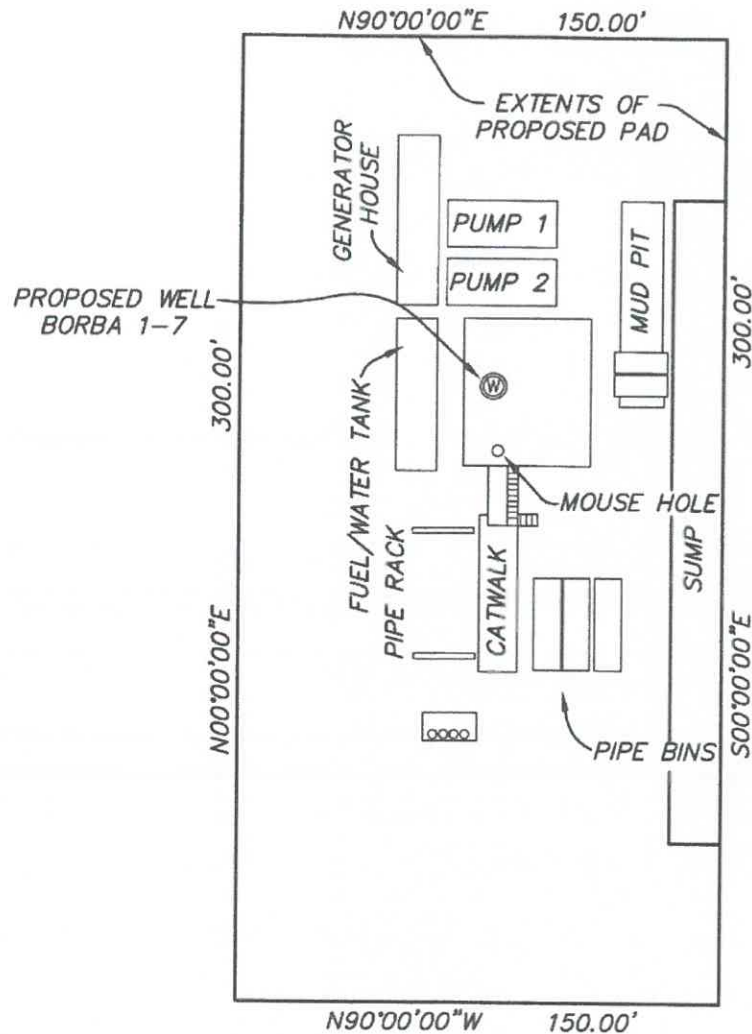 N90°00'00"E 150.00'
EXTENTS OF
PROPOSED PAD
GENERATOR
HOUSE
PUMP 1
PUMP 2
MUD PIT
PROPOSED WELL
BORBA 1-7
W
300.00'
300.00'
FUEL/WATER TANK
MOUSE HOLE
PIPE RACK
CATWALK
SUMP
N00°00'00"E
S00°00'00"E
PIPE BINS
N90°00'00"W 150.00'